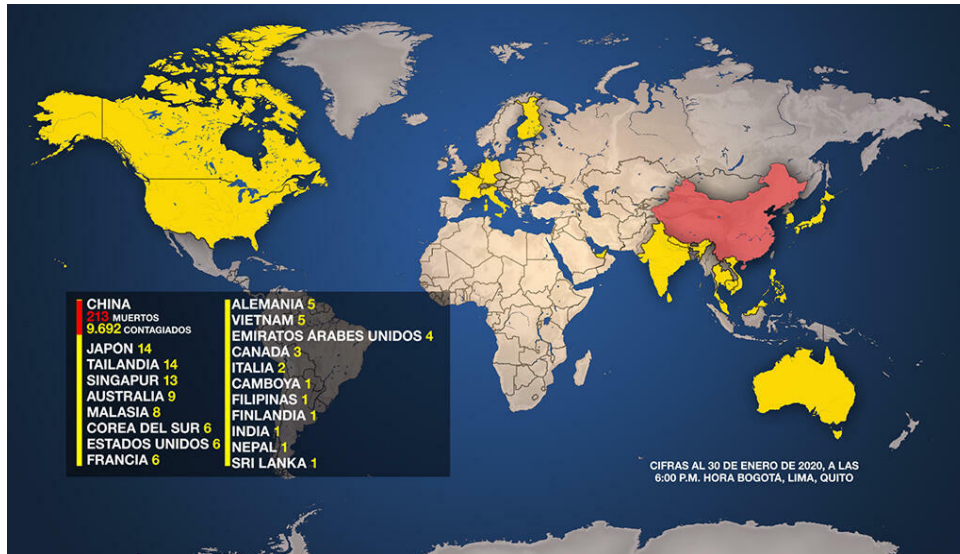 CHINA
213 MUERTOS
9.692 CONTAGIADOS
JAPÓN 14
TAILANDIA 14
SINGAPUR 13
AUSTRALIA 9
MALASIA 8
COREA DEL SUR 6
ESTADOS UNIDOS 6
FRANCIA 6
ALEMANIA 5
VIETNAM 5
EMIRATOS ÁRABES UNIDOS 4
CANADÁ 3
ITALIA 2
CAMBOYA 1
FILIPINAS 1
FINLANDIA 1
INDIA 1
NEPAL 1
SRI LANKA 1
CIFRAS AL 30 DE ENERO DE 2020, A LAS
6:00 P.M. HORA BOGOTÁ, LIMA, QUITO